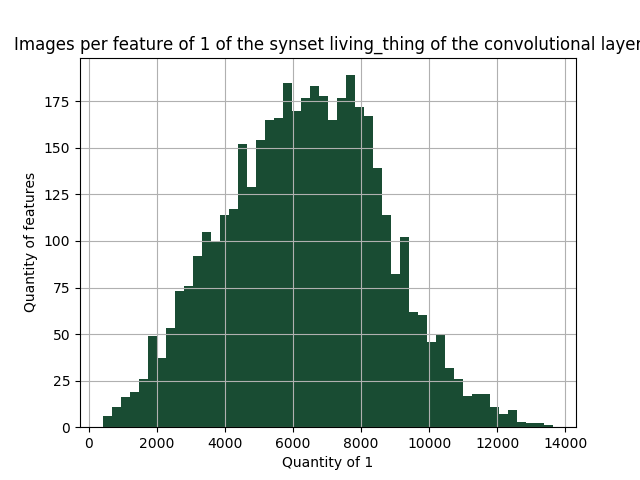 Images per feature of 1 of the synset living_thing of the convolutional layer
175
150
125
100
75
50
25
0
Quantity of features
0 2000 4000 6000 8000 10000 12000 14000
Quantity of 1